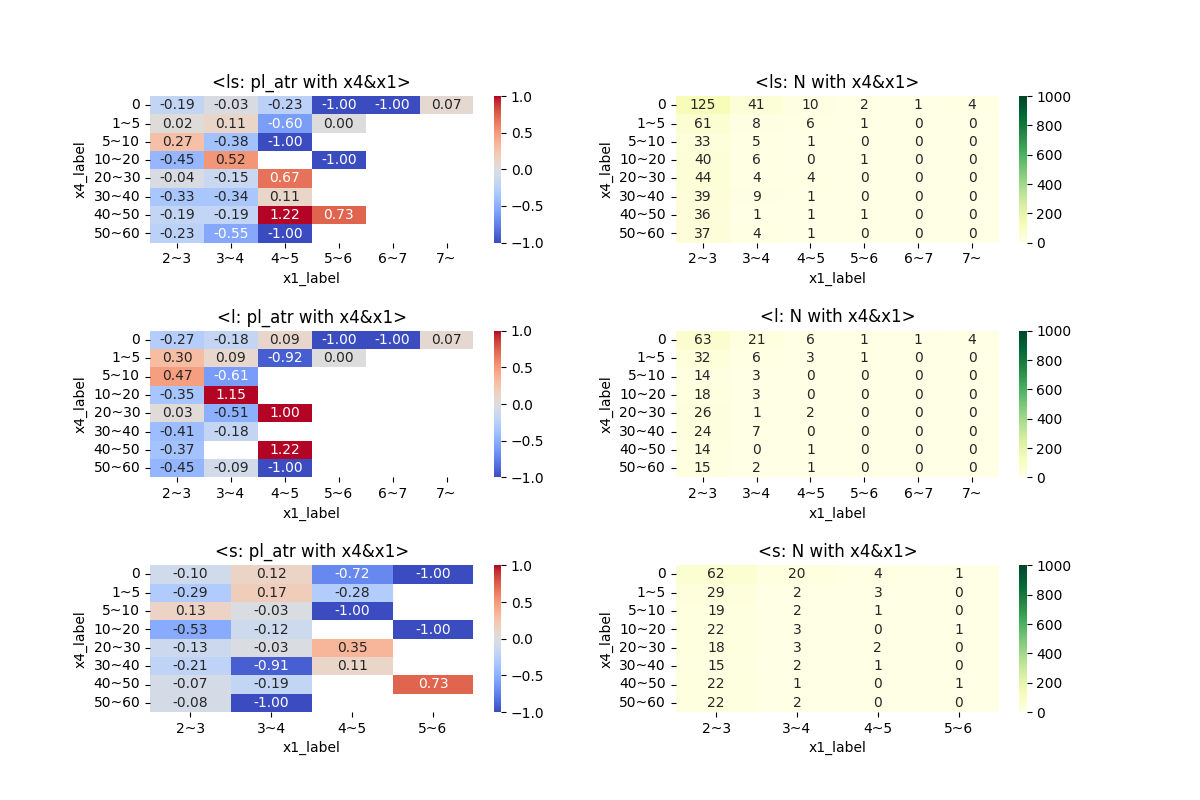 <ls: pl_atr with x4&x1>
x4_label
0 -0.19 -0.03 -0.23 -1.00 -1.00 0.07
1~5 0.02 0.11 -0.60 0.00
5~10 0.27 -0.38 -1.00
10~20 -0.45 0.52 -1.00
20~30 -0.04 -0.15 0.67
30~40 -0.33 -0.34 0.11
40~50 -0.19 -0.19 1.22 0.73
50~60 -0.23 -0.55 -1.00
2~3 3~4 4~5 5~6 6~7 7~
x1_label
1.0
0.5
0.0
−0.5
−1.0
<ls: N with x4&x1>
x4_label
0 125 41 10 2 1 4
1~5 61 8 6 1 0 0
5~10 33 5 1 0 0 0
10~20 40 6 0 1 0 0
20~30 44 4 4 0 0 0
30~40 39 9 1 0 0 0
40~50 36 1 1 1 0 0
50~60 37 4 1 0 0 0
2~3 3~4 4~5 5~6 6~7 7~
x1_label
1000
800
600
400
200
0
<l: pl_atr with x4&x1>
x4_label
0 -0.27 -0.18 0.09 -1.00 -1.00 0.07
1~5 0.30 0.09 -0.92 0.00
5~10 0.47 -0.61
10~20 -0.35 1.15
20~30 0.03 -0.51 1.00
30~40 -0.41 -0.18
40~50 -0.37 1.22
50~60 -0.45 -0.09 -1.00
2~3 3~4 4~5 5~6 6~7 7~
x1_label
1.0
0.5
0.0
−0.5
−1.0
<l: N with x4&x1>
x4_label
0 63 21 6 1 1 4
1~5 32 6 3 1 0 0
5~10 14 3 0 0 0 0
10~20 18 3 0 0 0 0
20~30 26 1 2 0 0 0
30~40 24 7 0 0 0 0
40~50 14 0 1 0 0 0
50~60 15 2 1 0 0 0
2~3 3~4 4~5 5~6 6~7 7~
x1_label
1000
800
600
400
200
0
<s: pl_atr with x4&x1>
x4_label
0 -0.10 0.12 -0.72 -1.00
1~5 -0.29 0.17 -0.28
5~10 0.13 -0.03 -1.00
10~20 -0.53 -0.12 -1.00
20~30 -0.13 -0.03 0.35
30~40 -0.21 -0.91 0.11
40~50 -0.07 -0.19 0.73
50~60 -0.08 -1.00
2~3 3~4 4~5 5~6
x1_label
1.0
0.5
0.0
−0.5
−1.0
<s: N with x4&x1>
x4_label
0 62 20 4 1
1~5 29 2 3 0
5~10 19 2 1 0
10~20 22 3 0 1
20~30 18 3 2 0
30~40 15 2 1 0
40~50 22 1 0 1
50~60 22 2 0 0
2~3 3~4 4~5 5~6
x1_label
1000
800
600
400
200
0